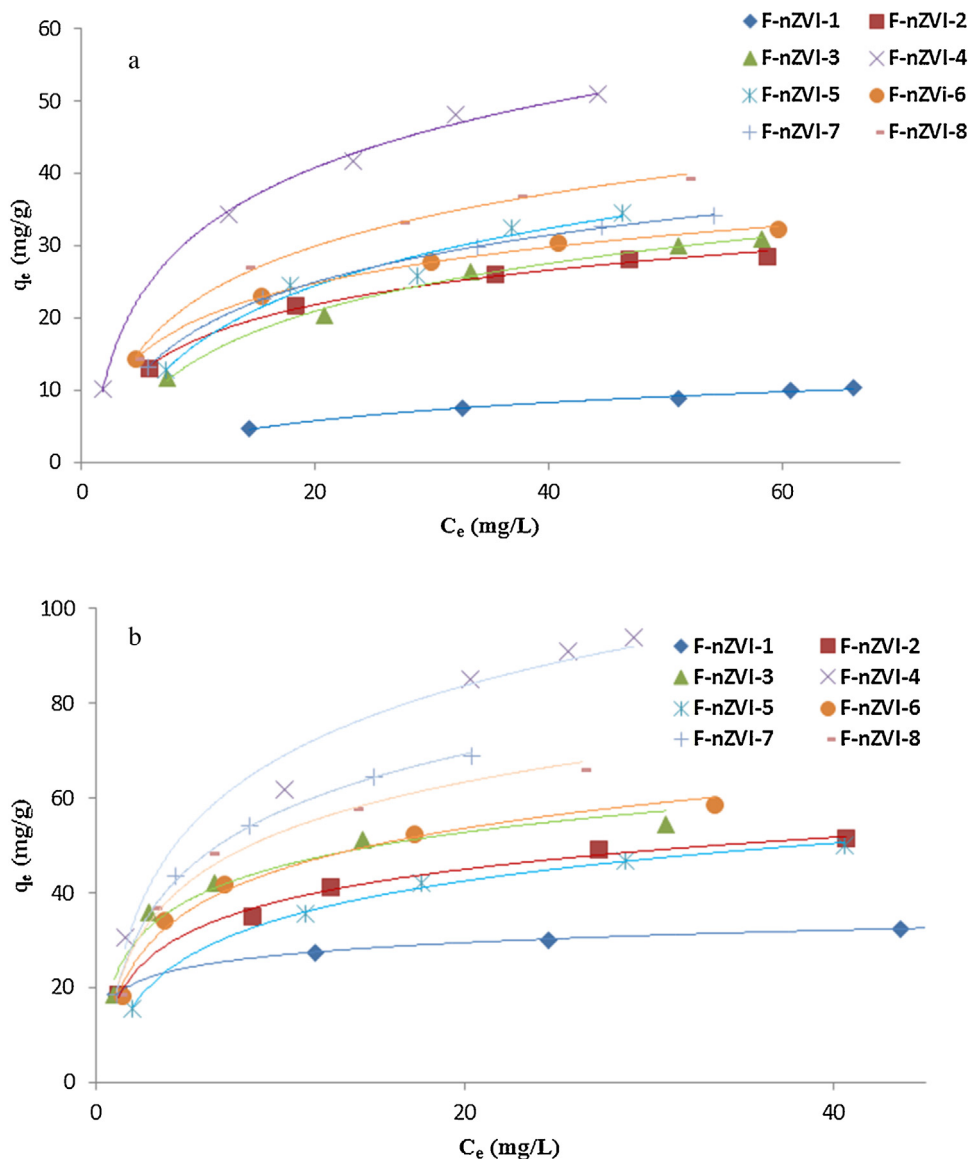 a
60
50
40
30
20
10
0
qe (mg/g)
0 20 40 60
Ce (mg/L)
F-nZVI-1 F-nZVI-2
F-nZVI-3 F-nZVI-4
F-nZVI-5 F-nZVi-6
F-nZVI-7 F-nZVI-8
b
100
80
60
40
20
0
qe (mg/g)
0 20 40
Ce (mg/L)
F-nZVI-1 F-nZVI-2
F-nZVI-3 F-nZVI-4
F-nZVI-5 F-nZVI-6
F-nZVI-7 F-nZVI-8